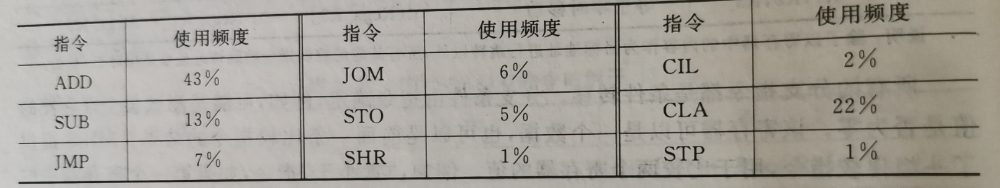 指令 使用频度 指令 使用频度 指令 使用频度
ADD 43% JOM 6% CIL 2%
SUB 13% STO 5% CLA 22%
JMP 7% SHR 1% STP 1%